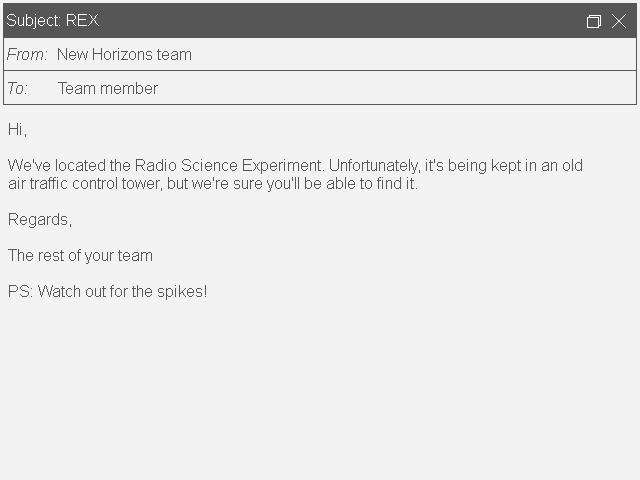 Subject: REX
From: New Horizons team
To: Team member
Hi,
We've located the Radio Science Experiment. Unfortunately, it's being kept in an old
air traffic control tower, but we're sure you'll be able to find it.
Regards,
The rest of your team
PS: Watch out for the spikes!